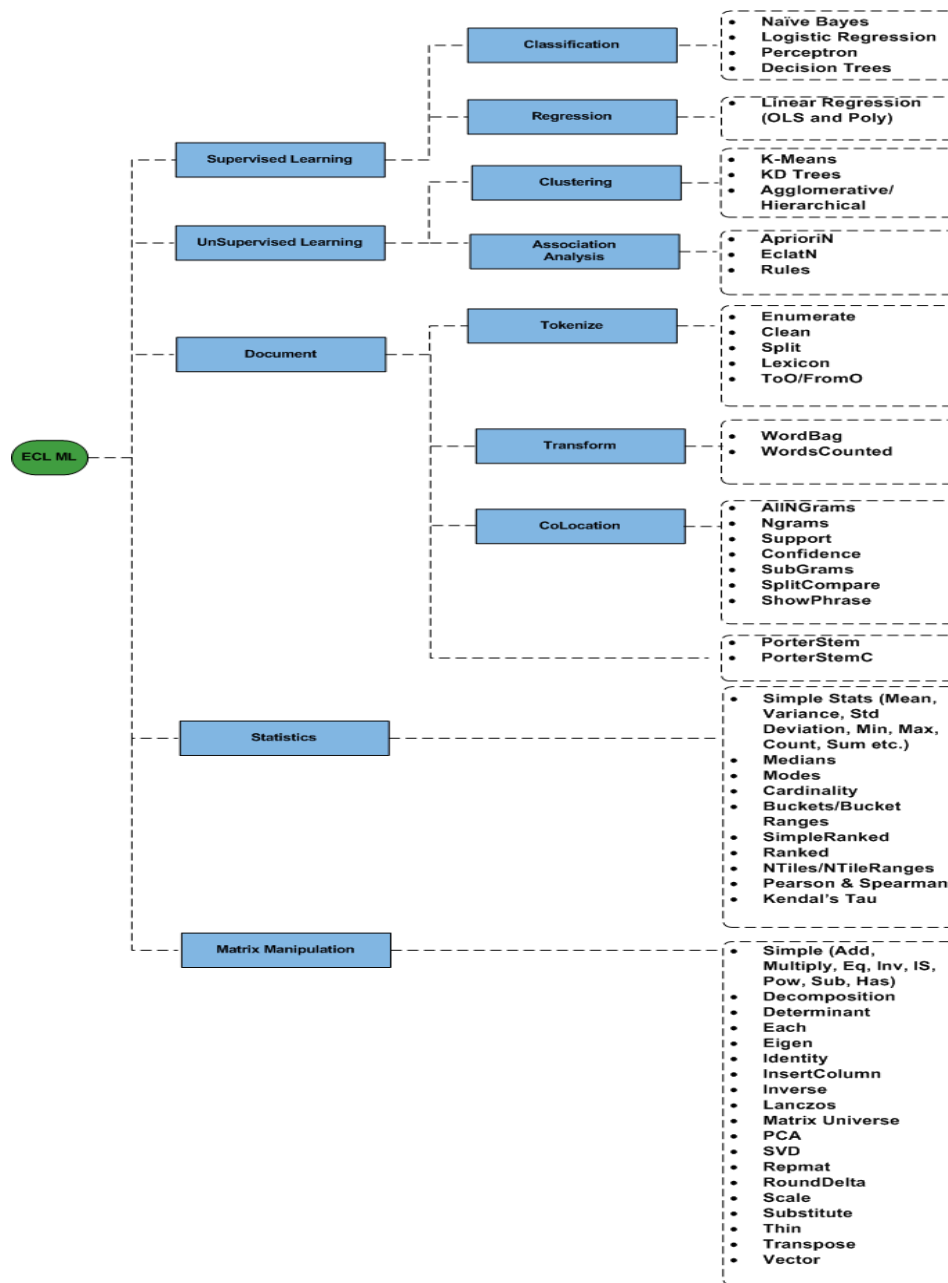 ECL ML
Supervised Learning
Classification
• Naïve Bayes
• Logistic Regression
• Perceptron
• Decision Trees
Regression
• Linear Regression
(OLS and Poly)
UnSupervised Learning
Clustering
• K-Means
• KD Trees
• Agglomerative/
Hierarchical
Association
Analysis
• AprioriN
• EclatN
• Rules
Document
Tokenize
• Enumerate
• Clean
• Split
• Lexicon
• ToO/FromO
Transform
• WordBag
• WordsCounted
CoLocation
• AllNGrams
• Ngrams
• Support
• Confidence
• SubGrams
• SplitCompare
• ShowPhrase
• PorterStem
• PorterStemC
Statistics
• Simple Stats (Mean,
Variance, Std
Deviation, Min, Max,
Count, Sum etc.)
• Medians
• Modes
• Cardinality
• Buckets/Bucket
Ranges
• SimpleRanked
• Ranked
• NTiles/NTileRanges
• Pearson & Spearman
• Kendal's Tau
Matrix Manipulation
• Simple (Add,
Multiply, Eq, Inv, IS,
Pow, Sub, Has)
• Decomposition
• Determinant
• Each
• Eigen
• Identity
• InsertColumn
• Inverse
• Lanczos
• Matrix Universe
• PCA
• SVD
• Repmat
• RoundDelta
• Scale
• Substitute
• Thin
• Transpose
• Vector